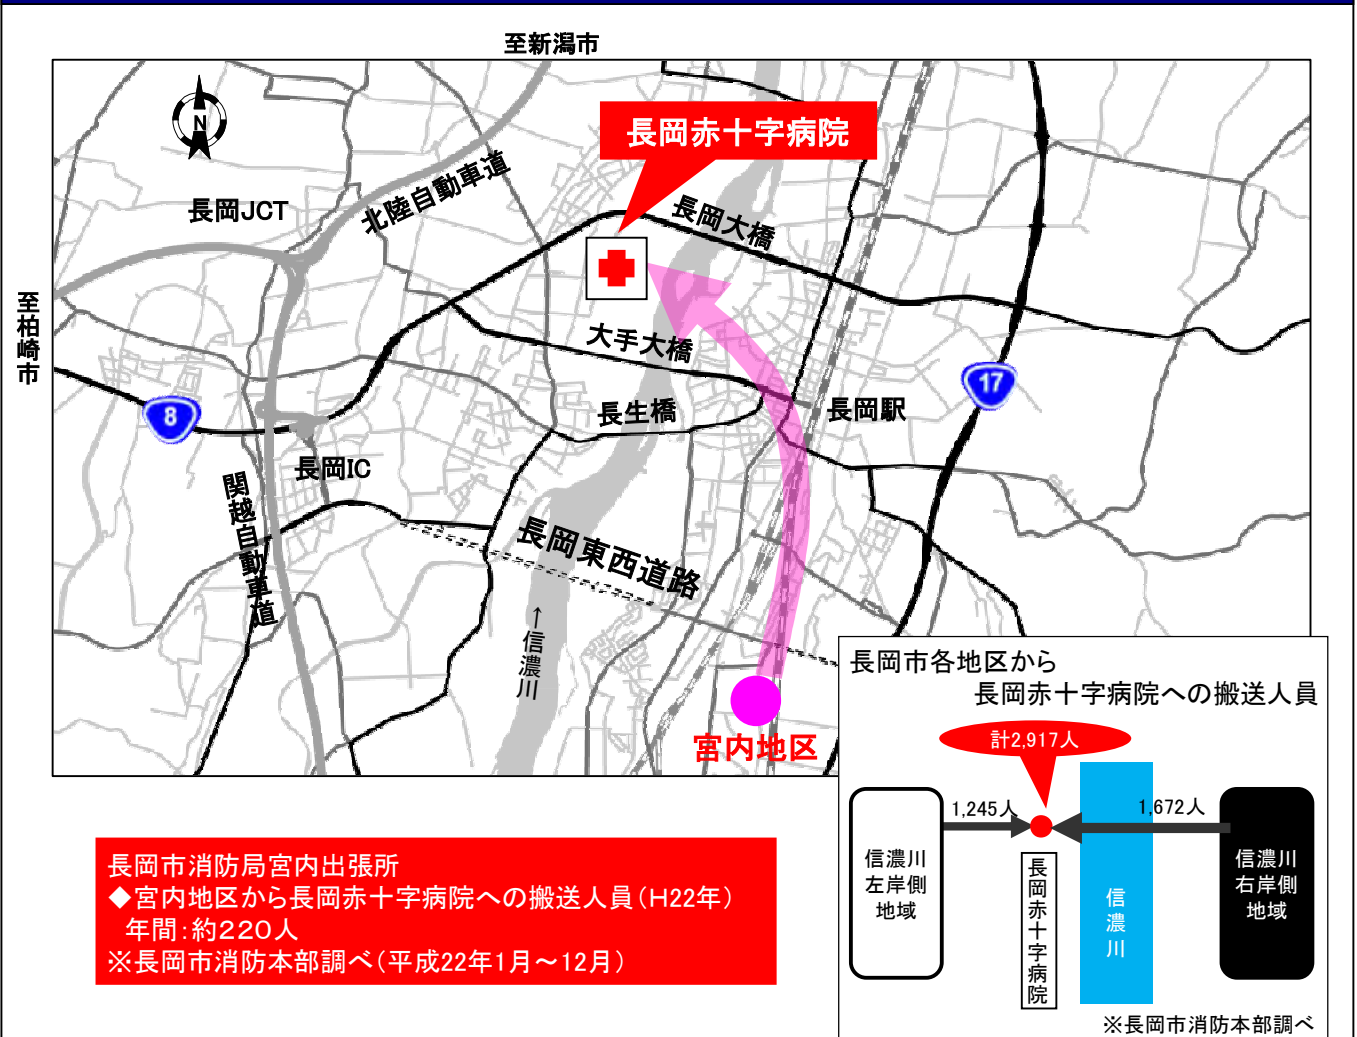 至新潟市
N
長岡赤十字病院
長岡JCT
北陸自動車道
長岡大橋
至柏崎市
大手大橋
17
8
長生橋
長岡駅
長岡IC
関越自動車道
長岡東西道路
↑信濃川
宮内地区
長岡市各地区から
長岡赤十字病院への搬送人員
計2,917人
1,245人
1,672人
信濃川
左岸側
地域
長岡赤十字病院
信濃川
信濃川
右岸側
地域
※長岡市消防本部調べ
長岡市消防局宮内出張所
◆宮内地区から長岡赤十字病院への搬送人員(H22年)
年間:約220人
※長岡市消防本部調べ(平成22年1月~12月)